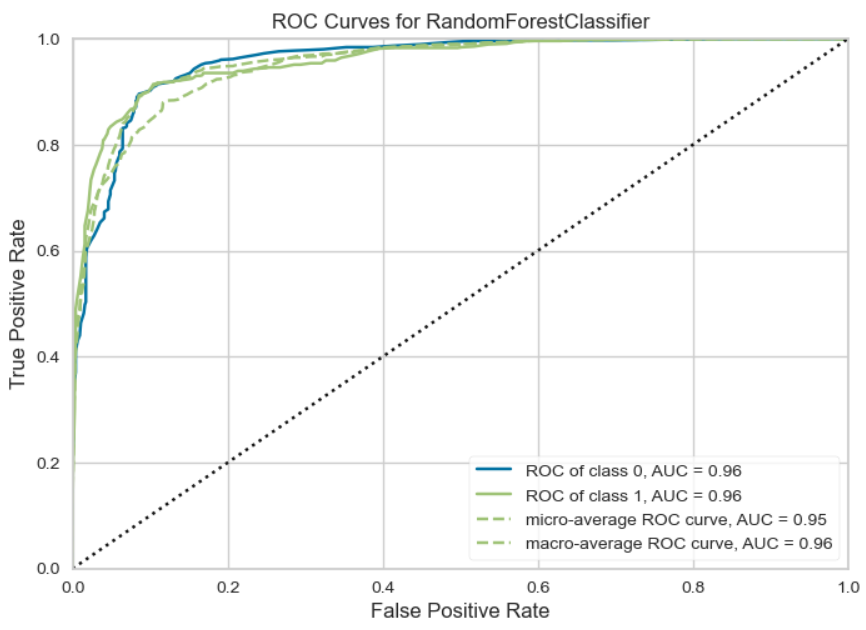 ROC Curves for RandomForestClassifier
1.0
0.8
0.6
0.4
0.2
0.0
True Positive Rate
ROC of class 0, AUC = 0.96
ROC of class 1, AUC = 0.96
micro-average ROC curve, AUC = 0.95
macro-average ROC curve, AUC = 0.96
0.0 0.2 0.4 0.6 0.8 1.0
False Positive Rate